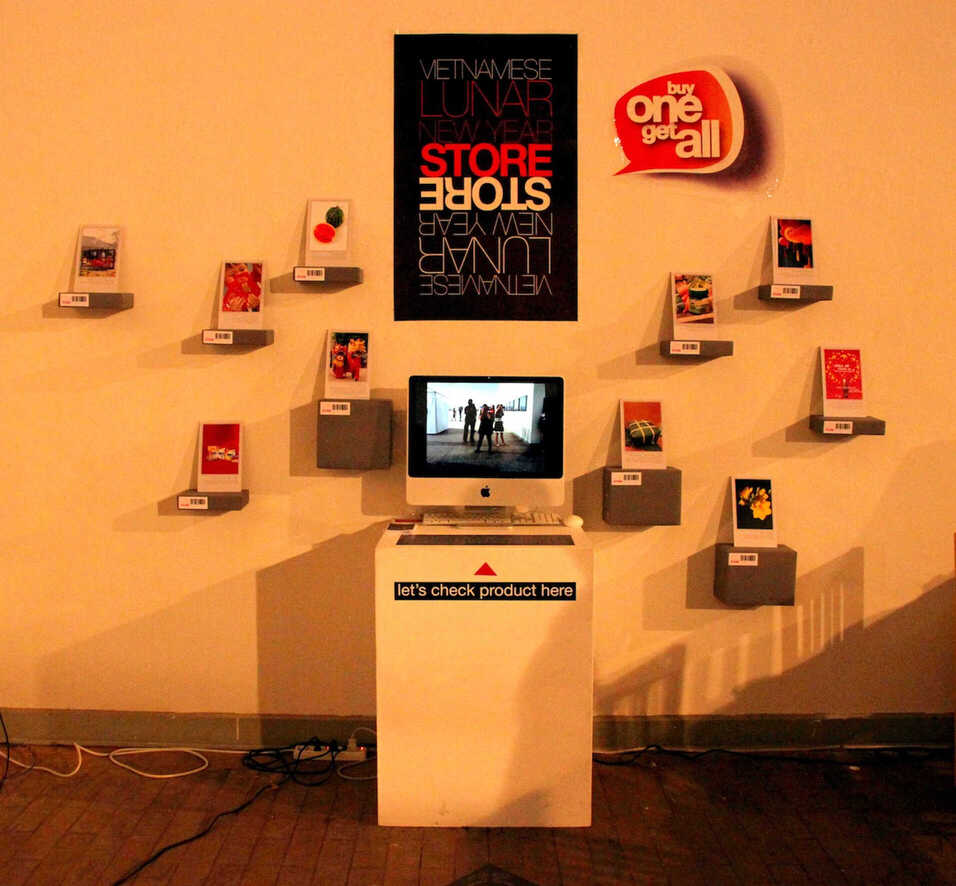 VIETNAMESE
LUNAR
NEW YEAR
STORE
STORE
NEW YEAR
LUNAR
VIETNAMESE
buy
one
get
all
let's check product here